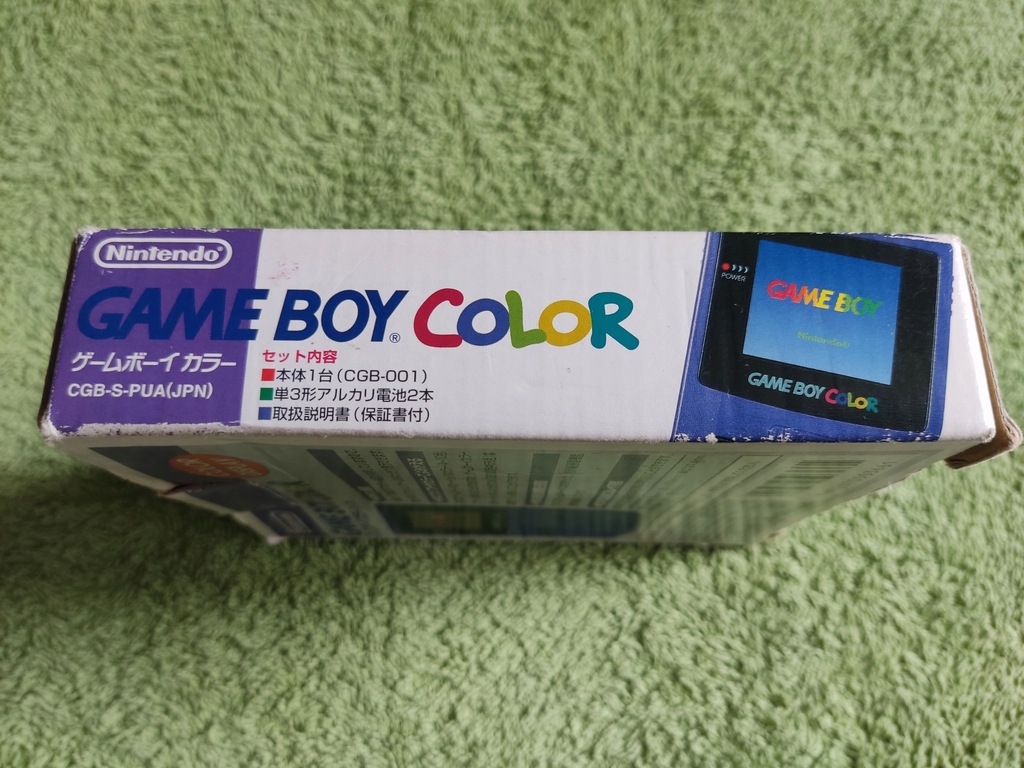 Nintendo®
GAME BOY® COLOR
ゲームボーイ カラー
CGB-S-PUA(JPN)
セット内容
■本体1台(CGB-001)
■単3形アルカリ電池2本
■取扱説明書(保証書付)
POWER
GAME BOY
Nintendo®
GAME BOY COLOR